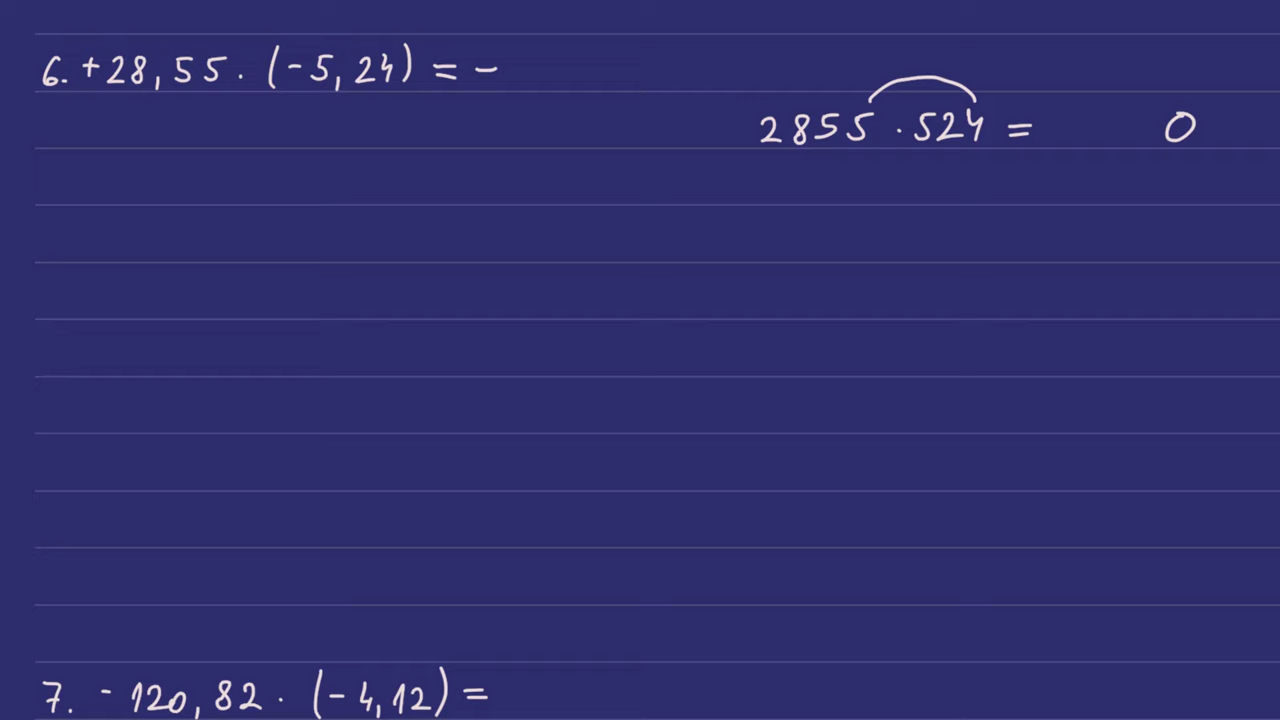 6. +28,55 · (-5,24) = -
2855 · 524 = 0
7. -120,82 · (-4,12) =